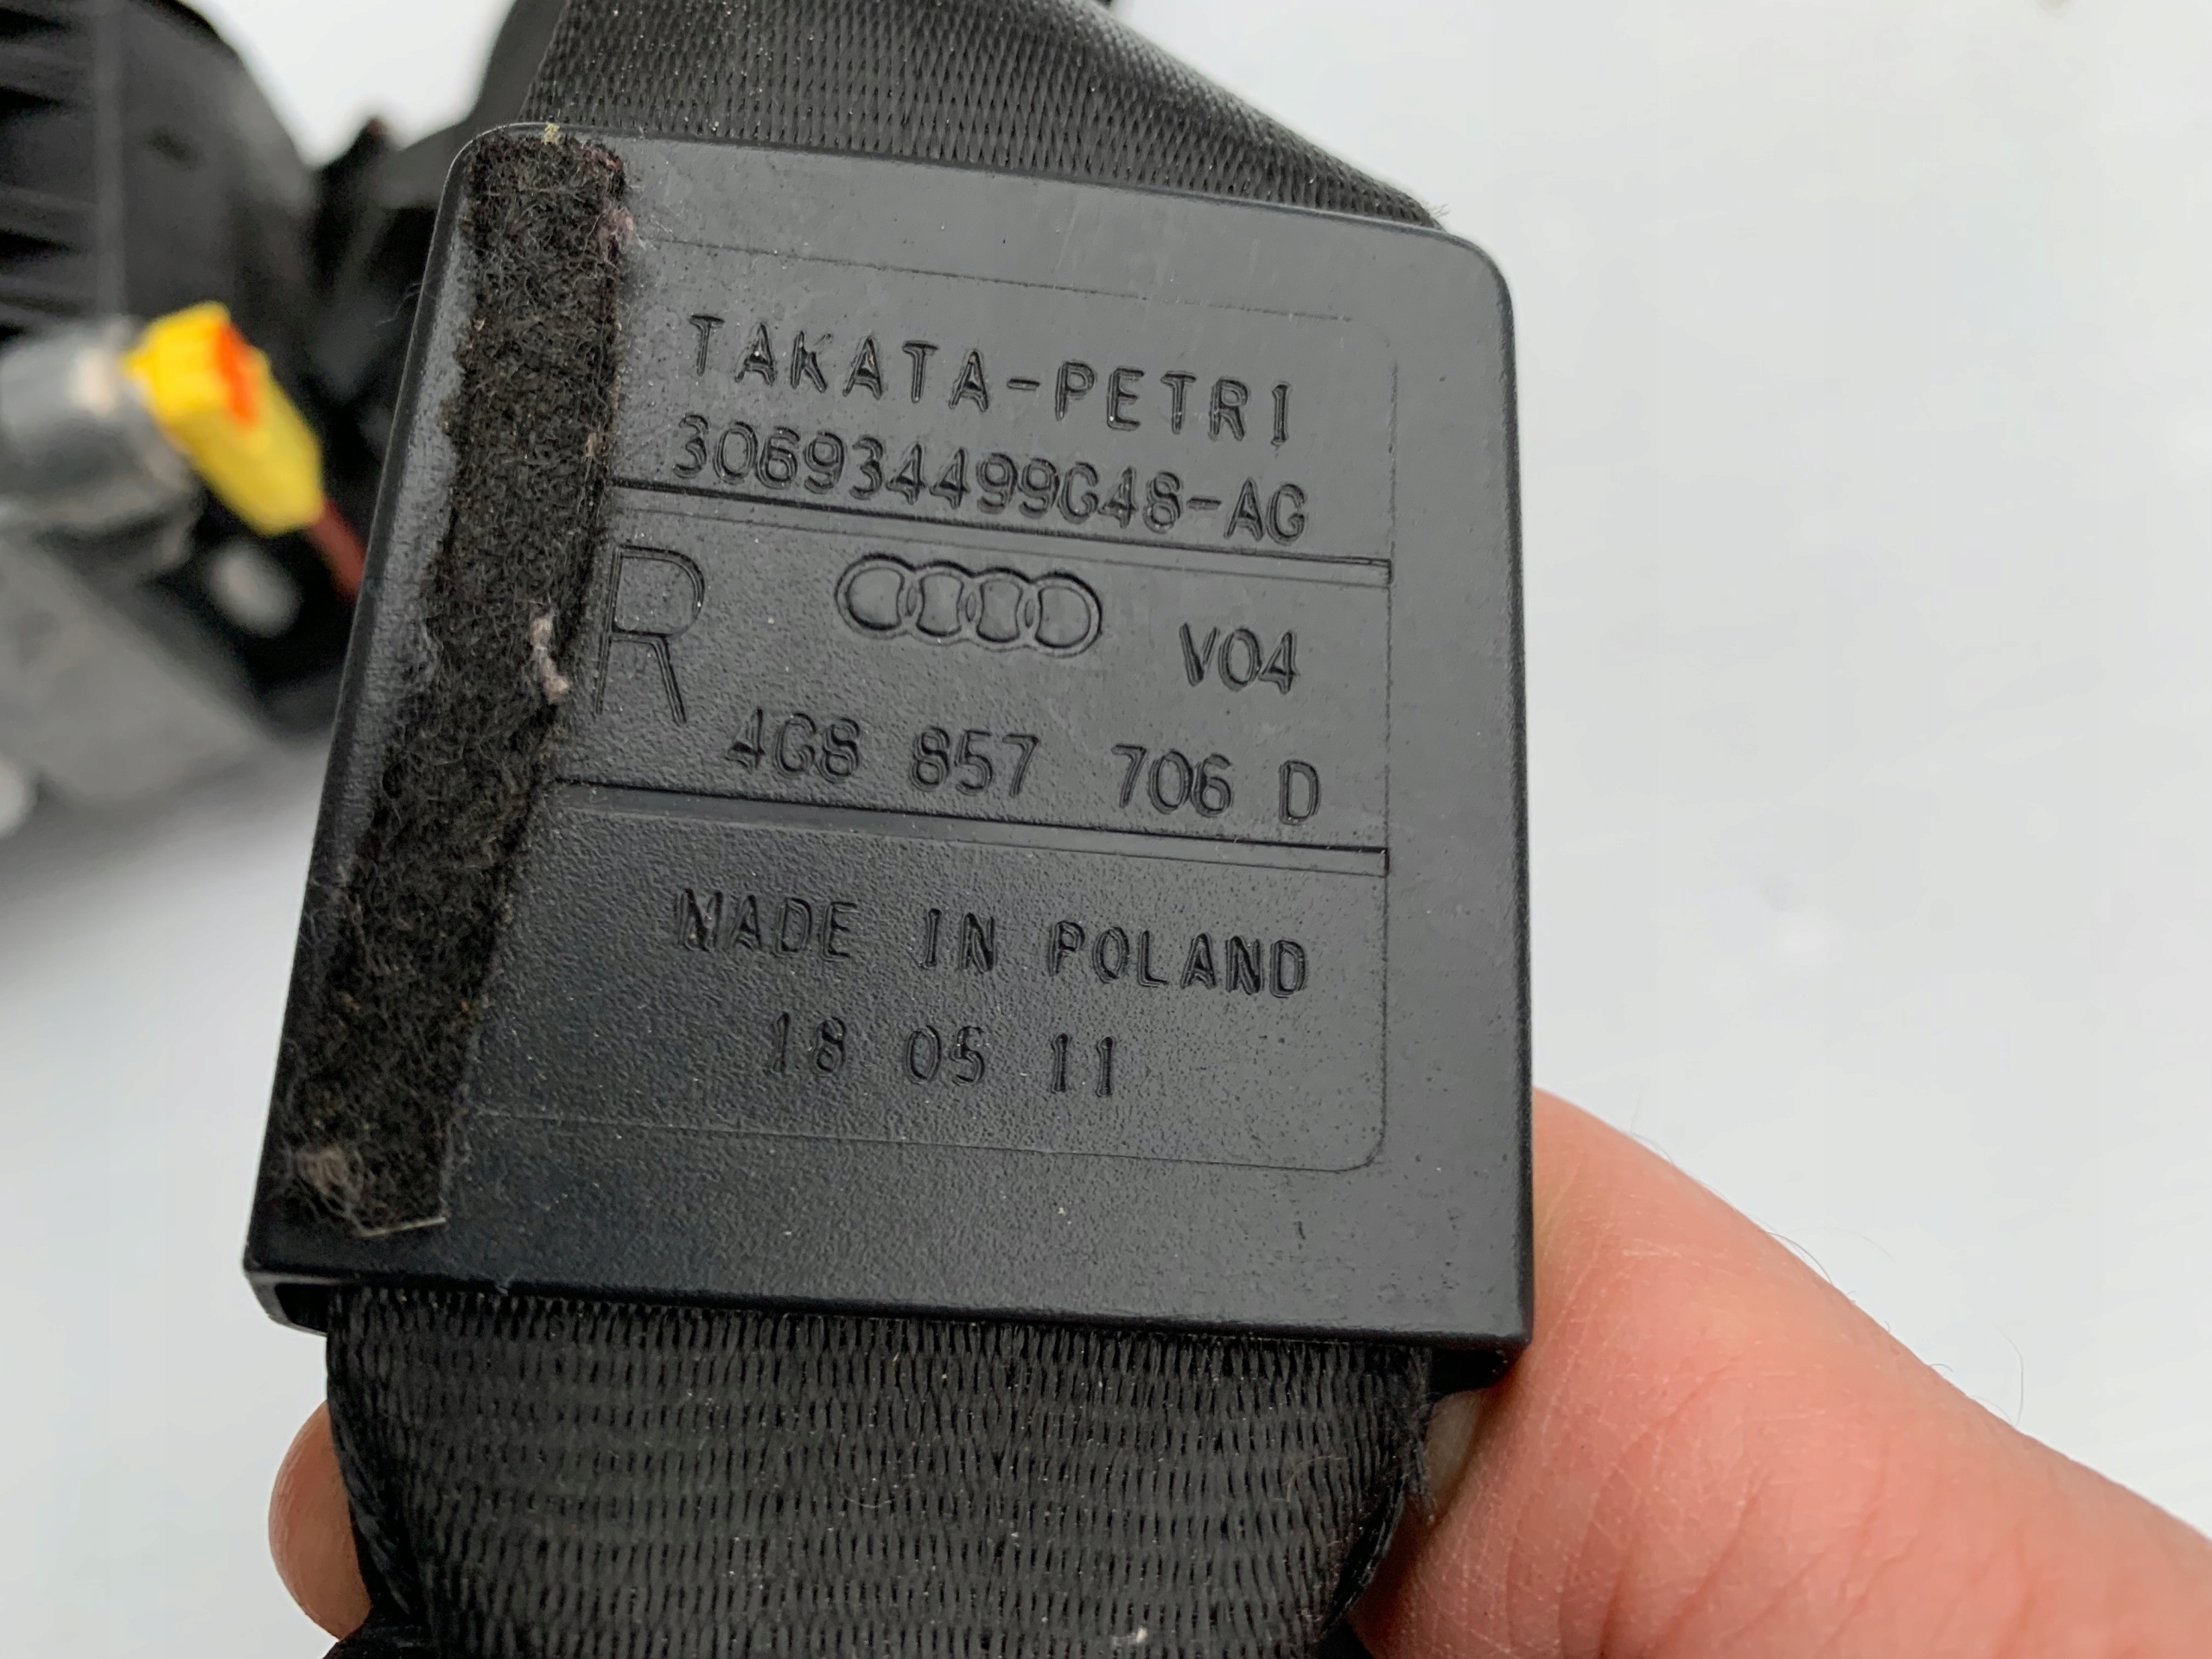 TAKATA-PETRI
306934499G48-AG
R V04
4G8 857 706 D
MADE IN POLAND
18 05 11